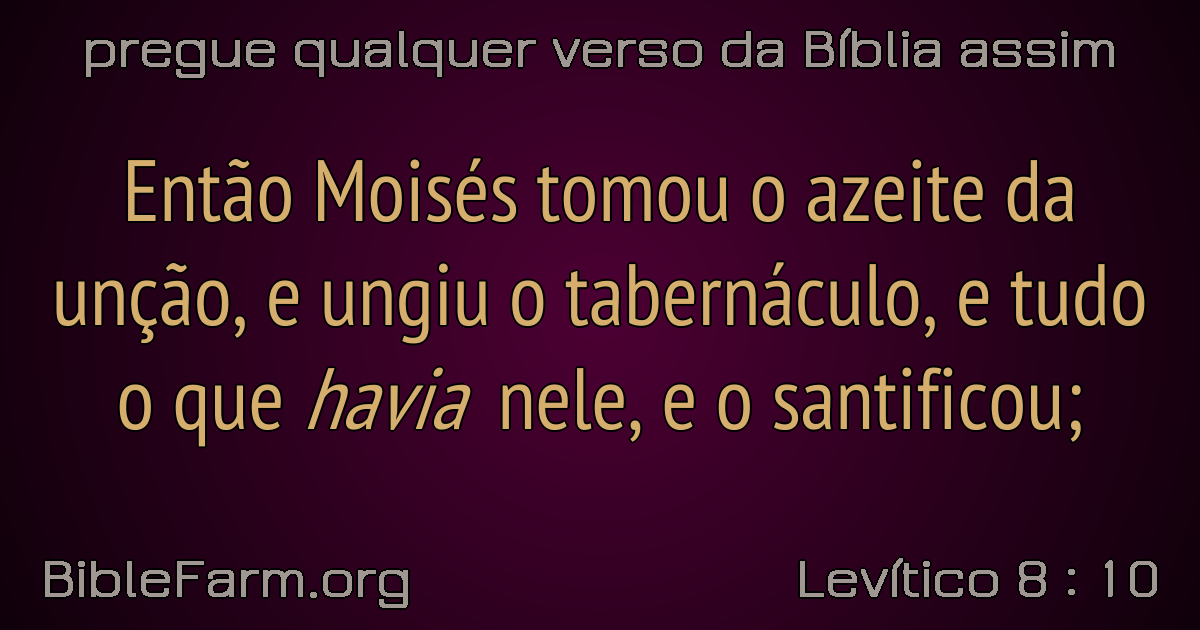 pregue qualquer verso da Bíblia assim
Então Moisés tomou o azeite da
unção, e ungiu o tabernáculo, e tudo
o que havia nele, e o santificou;
BibleFarm.org
Levítico 8 : 10